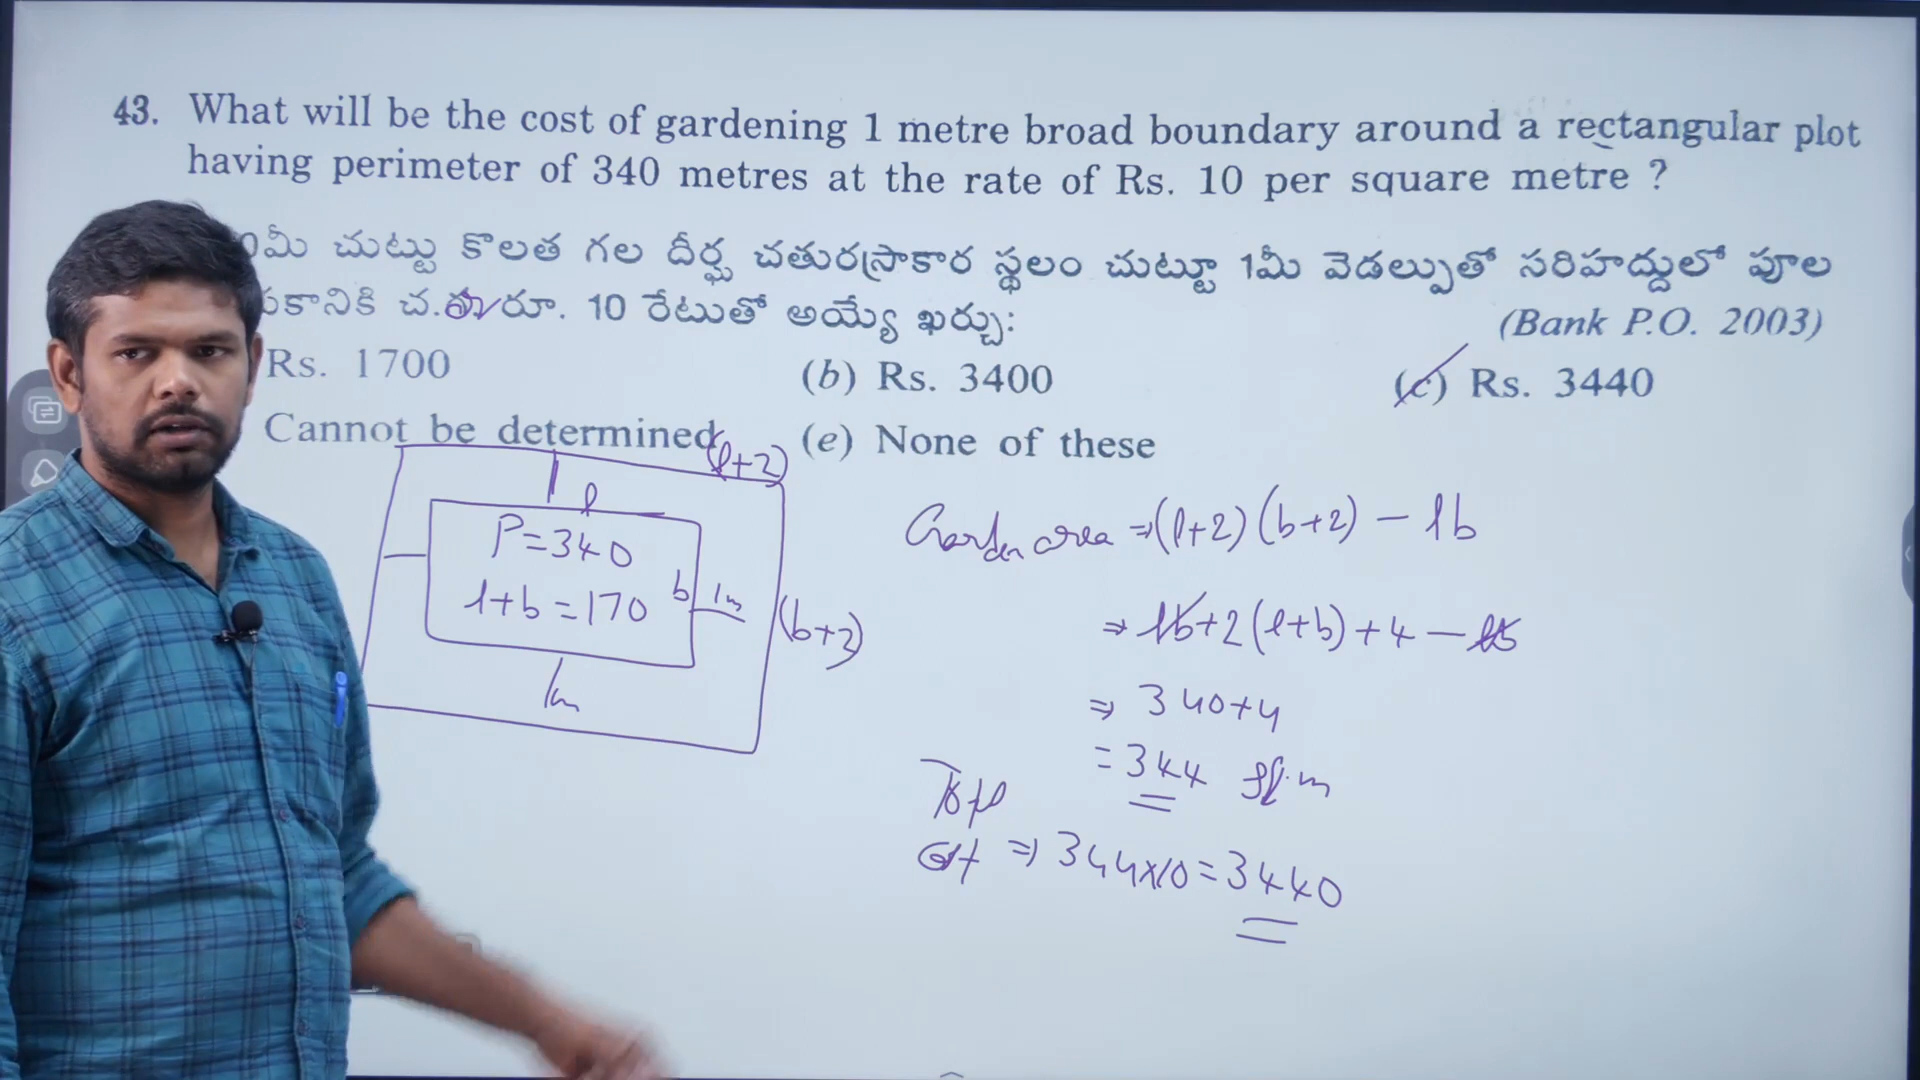 43. What will be the cost of gardening 1 metre broad boundary around a rectangular plot
having perimeter of 340 metres at the rate of Rs. 10 per square metre ?
0మీ చుట్టు కొలత గల దీర్ఘ చతురస్రాకార స్థలం చుట్టూ 1మీ వెడల్పుతో సరిహద్దులో పూల
పకానికి చ. రూ. 10 రేటుతో అయ్యే ఖర్చు:
(Bank P.O. 2003)
Rs. 1700 (b) Rs. 3400 (c) Rs. 3440
Cannot be determined (e) None of these
(l+2)
l
P=340
l+b=170
b 1m
(b+2)
1m
Garden area ⇒ (l+2)(b+2) – lb
⇒ lb+2(l+b)+4 – lb
⇒ 340+4
= 344 sq.m
⇒ 344×10=3440